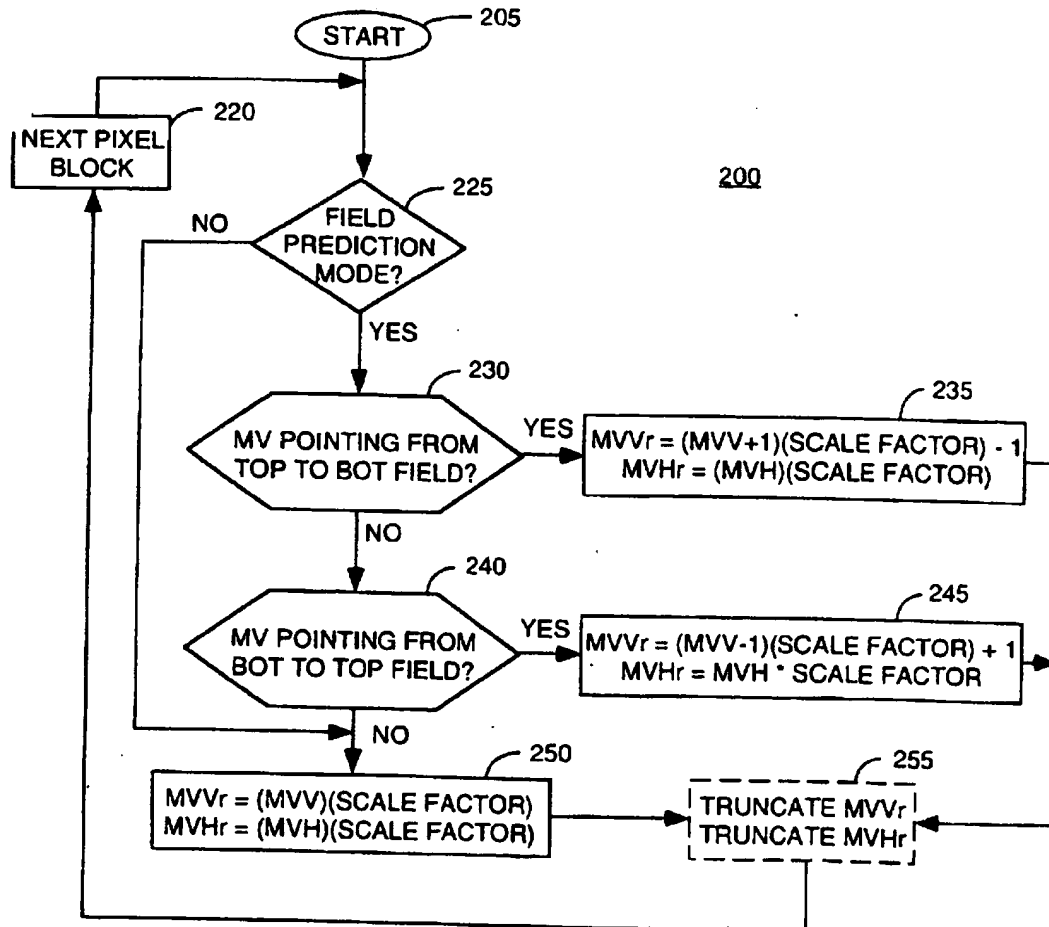 START
205
NEXT PIXEL
BLOCK
220
200
FIELD
PREDICTION
MODE?
225
NO
YES
MV POINTING FROM
TOP TO BOT FIELD?
230
YES
MVVr = (MVV+1)(SCALE FACTOR) - 1
MVHr = (MVH)(SCALE FACTOR)
235
NO
MV POINTING FROM
BOT TO TOP FIELD?
240
YES
MVVr = (MVV-1)(SCALE FACTOR) + 1
MVHr = MVH * SCALE FACTOR
245
NO
MVVr = (MVV)(SCALE FACTOR)
MVHr = (MVH)(SCALE FACTOR)
250
TRUNCATE MVVr
TRUNCATE MVHr
255